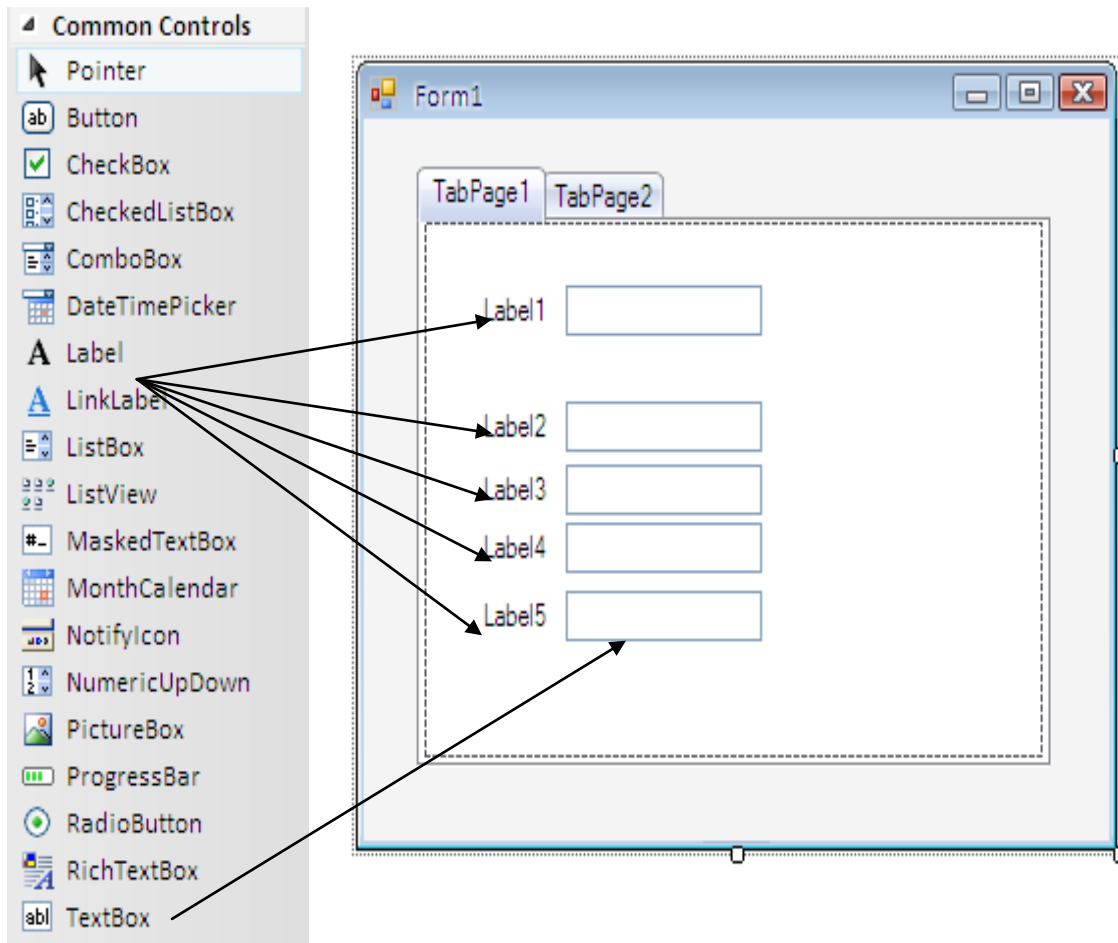 Common Controls
Pointer
Button
CheckBox
CheckedListBox
ComboBox
DateTimePicker
Label
LinkLabel
ListBox
ListView
MaskedTextBox
MonthCalendar
NotifyIcon
NumericUpDown
PictureBox
ProgressBar
RadioButton
RichTextBox
TextBox
Form1
TabPage1 TabPage2
Label1
Label2
Label3
Label4
Label5